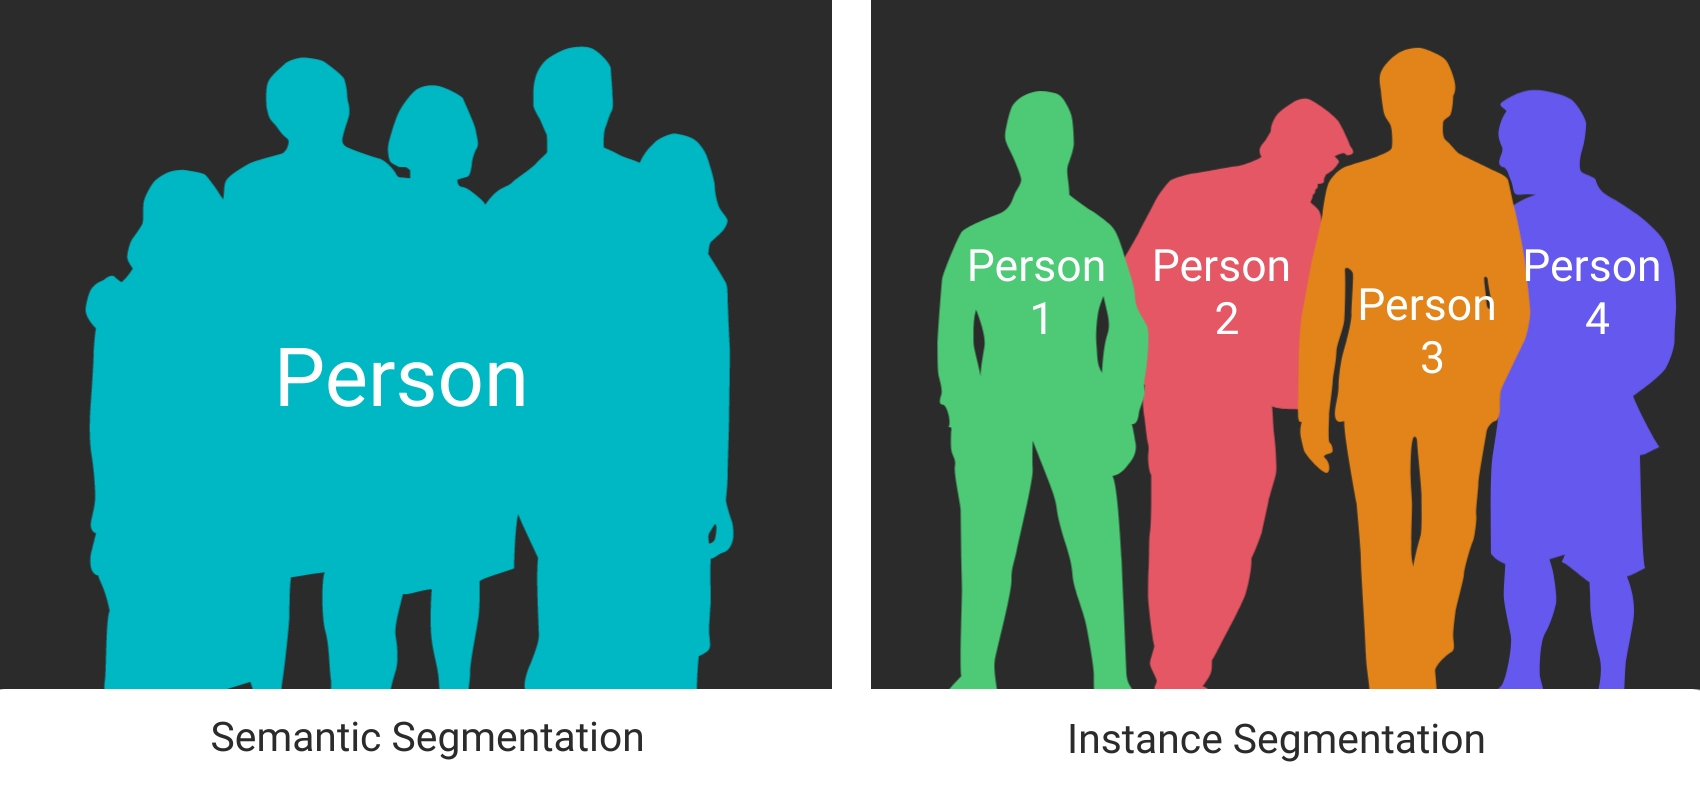 Person
Semantic Segmentation
Person
1
Person
2
Person
3
Person
4
Instance Segmentation